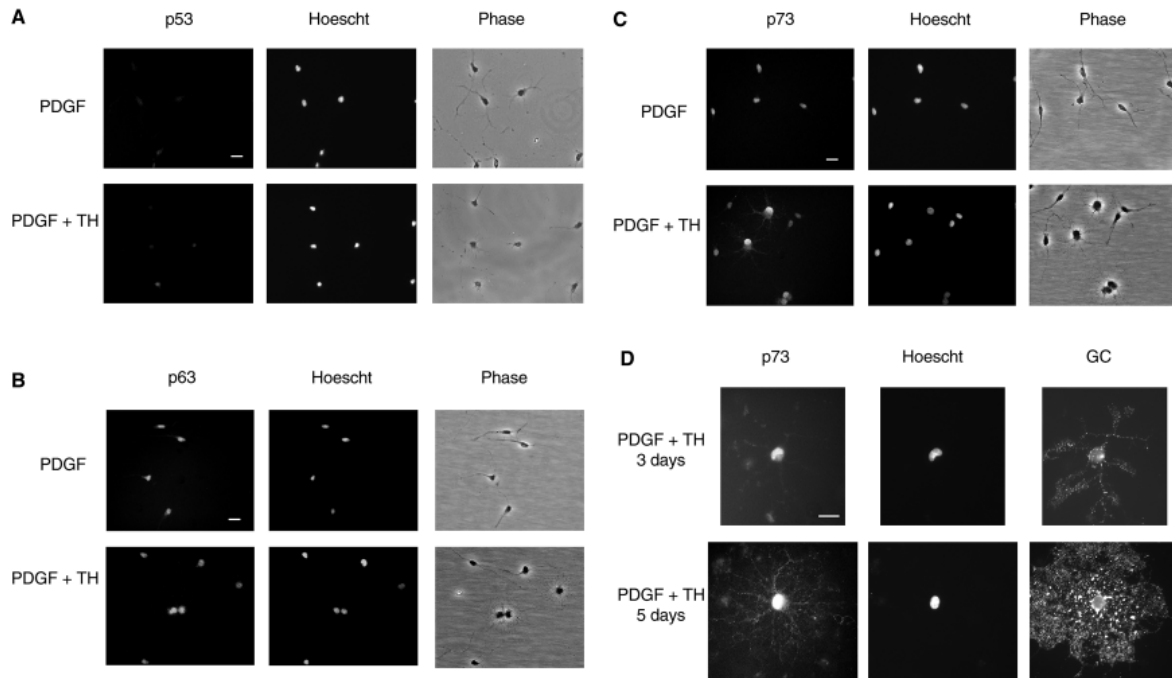 A
p53 Hoescht Phase
PDGF
PDGF + TH
B
p63 Hoescht Phase
PDGF
PDGF + TH
C
p73 Hoescht Phase
PDGF
PDGF + TH
D
p73 Hoescht GC
PDGF + TH
3 days
PDGF + TH
5 days